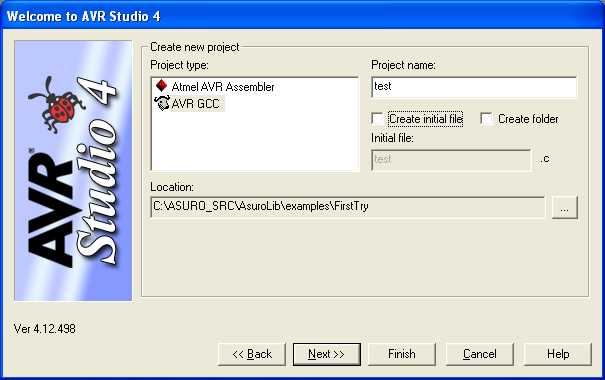 Welcome to AVR Studio 4
Create new project
Project type:
Atmel AVR Assembler
AVR GCC
Project name:
test
Create initial file
Create folder
Initial file:
test
.c
Location:
C:\ASURO_SRC\AsuroLib\examples\FirstTry
...
AVR®
Studio 4
Ver 4.12.498
<< Back
Next >>
Finish
Cancel
Help